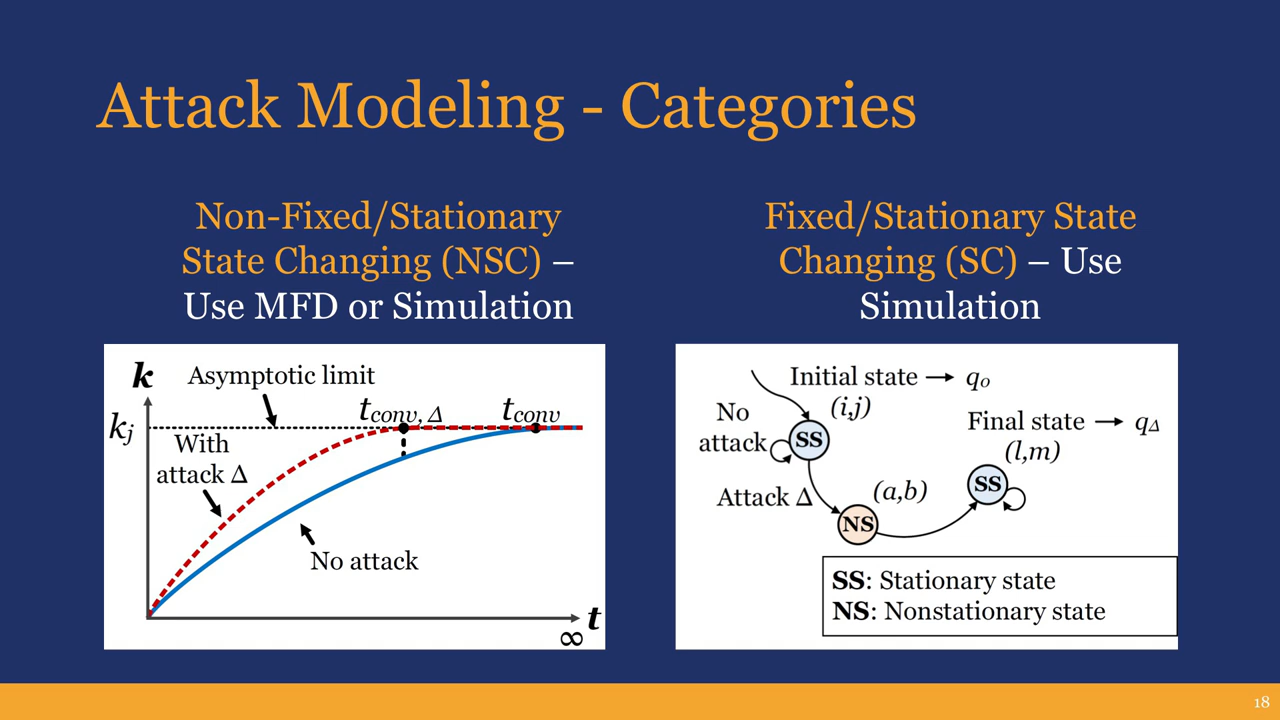 Attack Modeling - Categories
Non-Fixed/Stationary
State Changing (NSC) –
Use MFD or Simulation
k
Asymptotic limit
kj
tconv, Δ
tconv
With
attack Δ
No attack
t
∞
Fixed/Stationary State
Changing (SC) – Use
Simulation
Initial state → qo
(i,j)
No
attack
SS
Final state → qΔ
(l,m)
Attack Δ
(a,b)
SS
NS
SS: Stationary state
NS: Nonstationary state
18